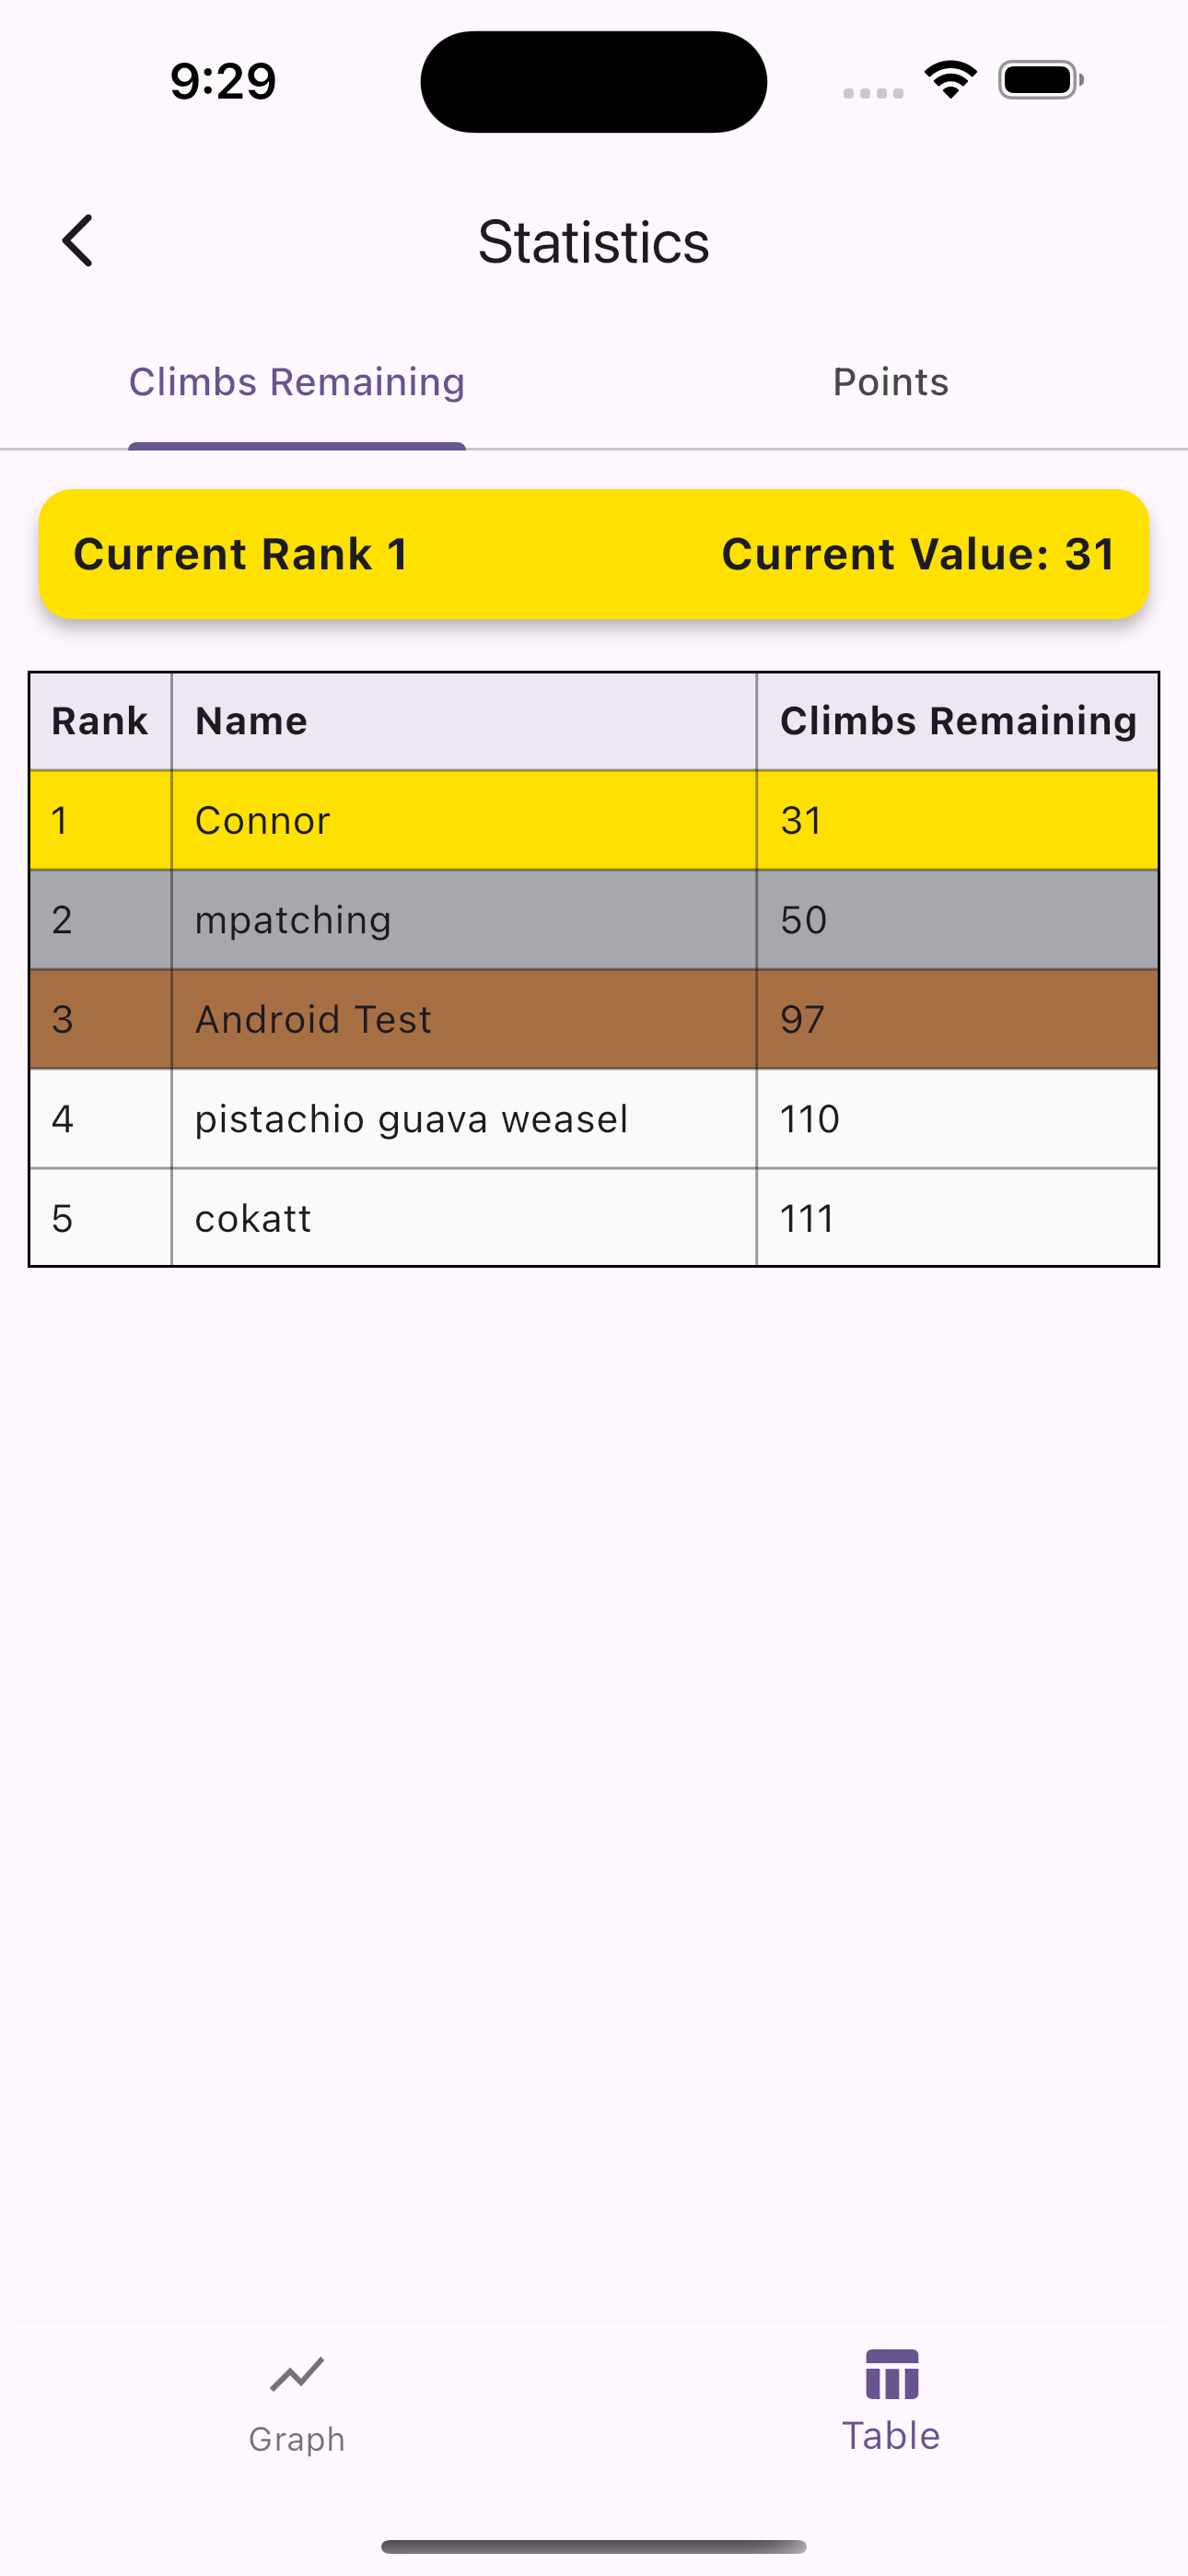 9:29
Statistics
Climbs Remaining Points
Current Rank 1 Current Value: 31
Rank Name Climbs Remaining
1 Connor 31
2 mpatching 50
3 Android Test 97
4 pistachio guava weasel 110
5 cokatt 111
Graph Table